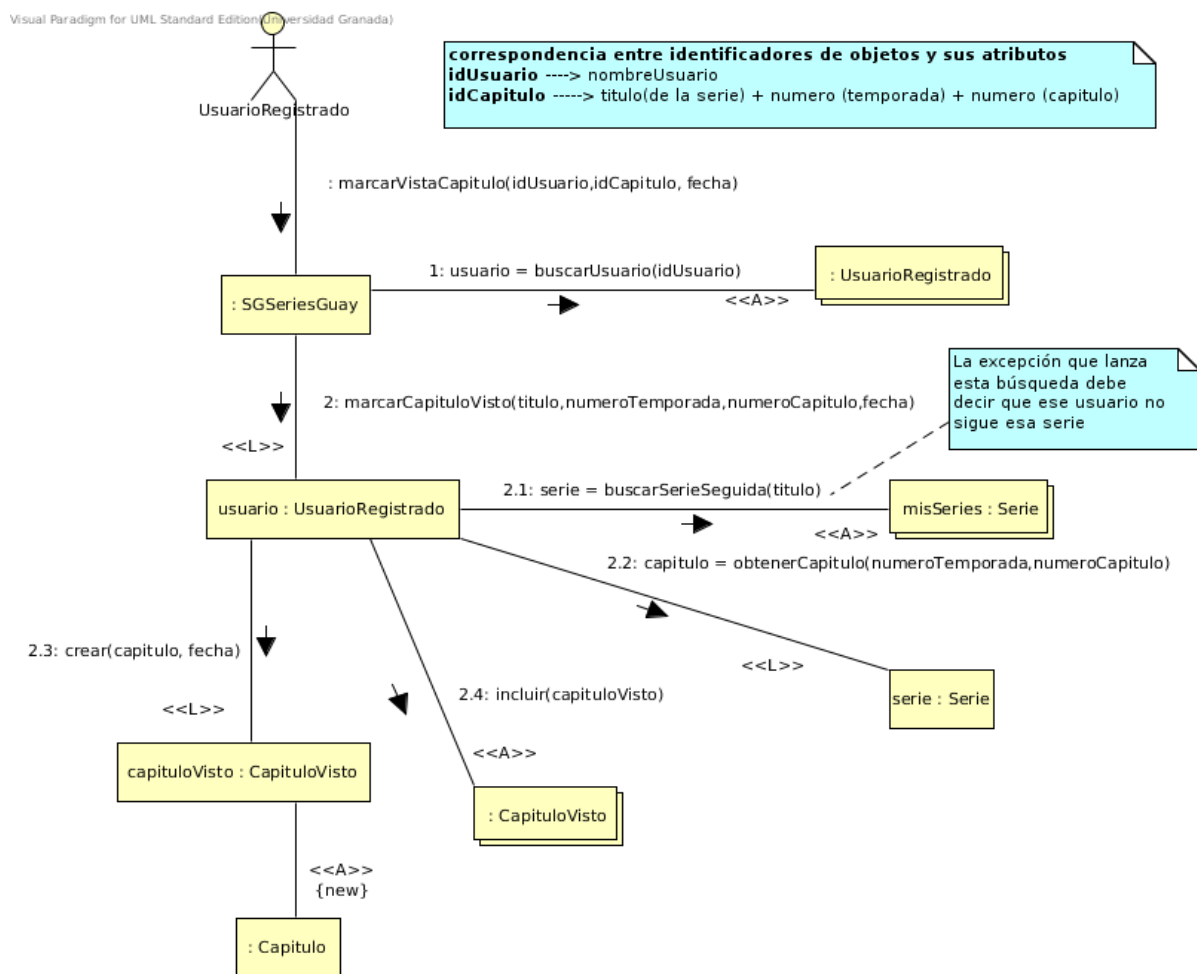 Visual Paradigm for UML Standard Edition(Universidad Granada)
correspondencia entre identificadores de objetos y sus atributos
idUsuario ----> nombreUsuario
idCapitulo -----> titulo(de la serie) + numero (temporada) + numero (capitulo)
UsuarioRegistrado
: marcarVistaCapitulo(idUsuario,idCapitulo, fecha)
1: usuario = buscarUsuario(idUsuario)
: UsuarioRegistrado
<<A>>
: SGSeriesGuay
La excepción que lanza
esta búsqueda debe
decir que ese usuario no
sigue esa serie
2: marcarCapituloVisto(titulo,numeroTemporada,numeroCapitulo,fecha)
<<L>>
2.1: serie = buscarSerieSeguida(titulo)
usuario : UsuarioRegistrado
misSeries : Serie
<<A>>
2.2: capitulo = obtenerCapitulo(numeroTemporada,numeroCapitulo)
2.3: crear(capitulo, fecha)
<<L>>
2.4: incluir(capituloVisto)
serie : Serie
<<L>>
<<A>>
capituloVisto : CapituloVisto
: CapituloVisto
<<A>>
{new}
: Capitulo